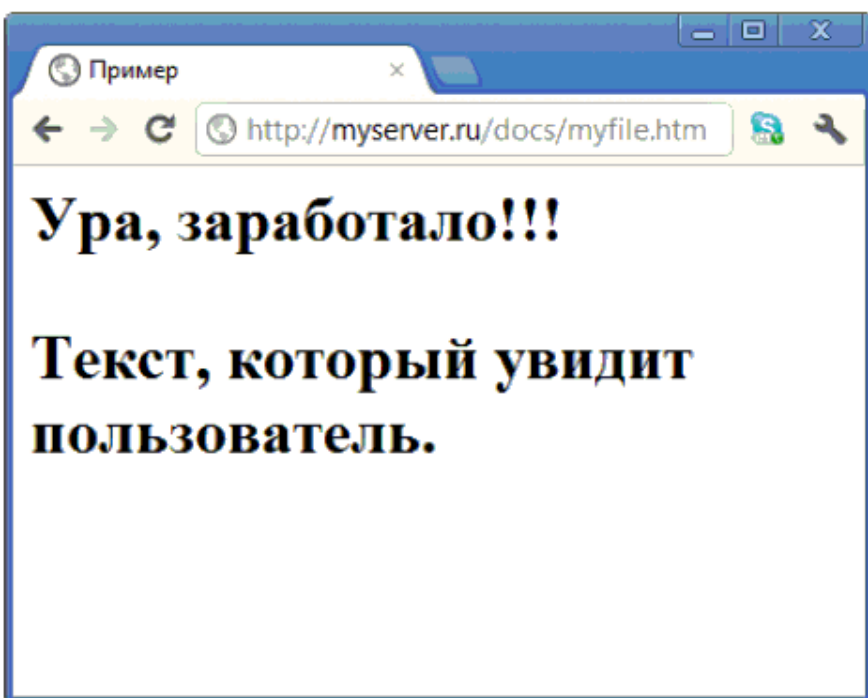 Пример
http://myserver.ru/docs/myfile.htm
Ура, заработало!!!
Текст, который увидит
пользователь.